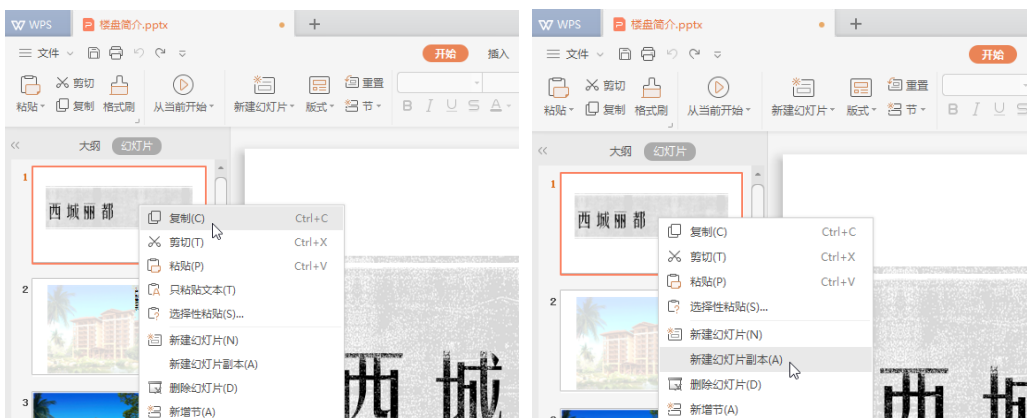 WPS 楼盘简介.pptx
文件 开始 插入
剪切 重置
粘贴 复制 格式刷 从当前开始 新建幻灯片 版式 节 B I U S A
大纲 幻灯片
1
西城丽都
复制(C) Ctrl+C
剪切(T) Ctrl+X
粘贴(P) Ctrl+V
只粘贴文本(T)
选择性粘贴(S)...
新建幻灯片(N)
新建幻灯片副本(A)
删除幻灯片(D)
新增节(A)
2
3
西城
WPS 楼盘简介.pptx
文件 开始
剪切 重置
粘贴 复制 格式刷 从当前开始 新建幻灯片 版式 节 B I U S
大纲 幻灯片
1
西城丽都
复制(C) Ctrl+C
剪切(T) Ctrl+X
粘贴(P) Ctrl+V
选择性粘贴(S)...
新建幻灯片(N)
新建幻灯片副本(A)
删除幻灯片(D)
新增节(A)
2